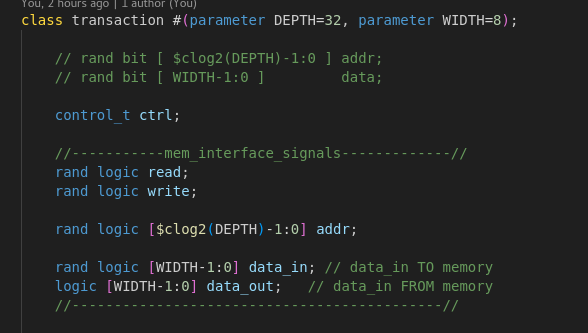 You, 2 hours ago | 1 author (You)
class transaction #(parameter DEPTH=32, parameter WIDTH=8);
// rand bit [ $clog2(DEPTH)-1:0 ] addr;
// rand bit [ WIDTH-1:0 ]         data;
control_t ctrl;
//-----------mem_interface_signals-------------//
rand logic read;
rand logic write;
rand logic [$clog2(DEPTH)-1:0] addr;
rand logic [WIDTH-1:0] data_in; // data_in TO memory
logic [WIDTH-1:0] data_out;   // data_in FROM memory
//--------------------------------------------//